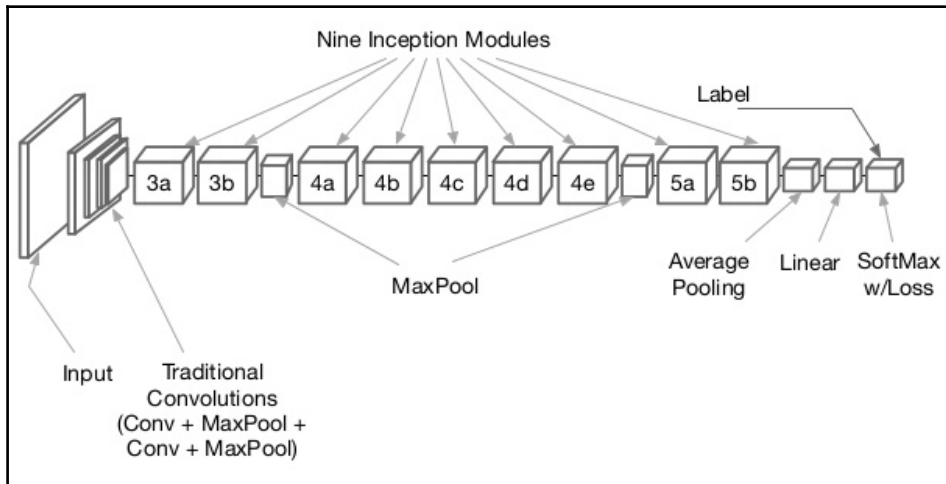 Nine Inception Modules
Label
3a
3b
4a
4b
4c
4d
4e
5a
5b
MaxPool
Average
Pooling
Linear
SoftMax
w/Loss
Input
Traditional
Convolutions
(Conv + MaxPool +
Conv + MaxPool)